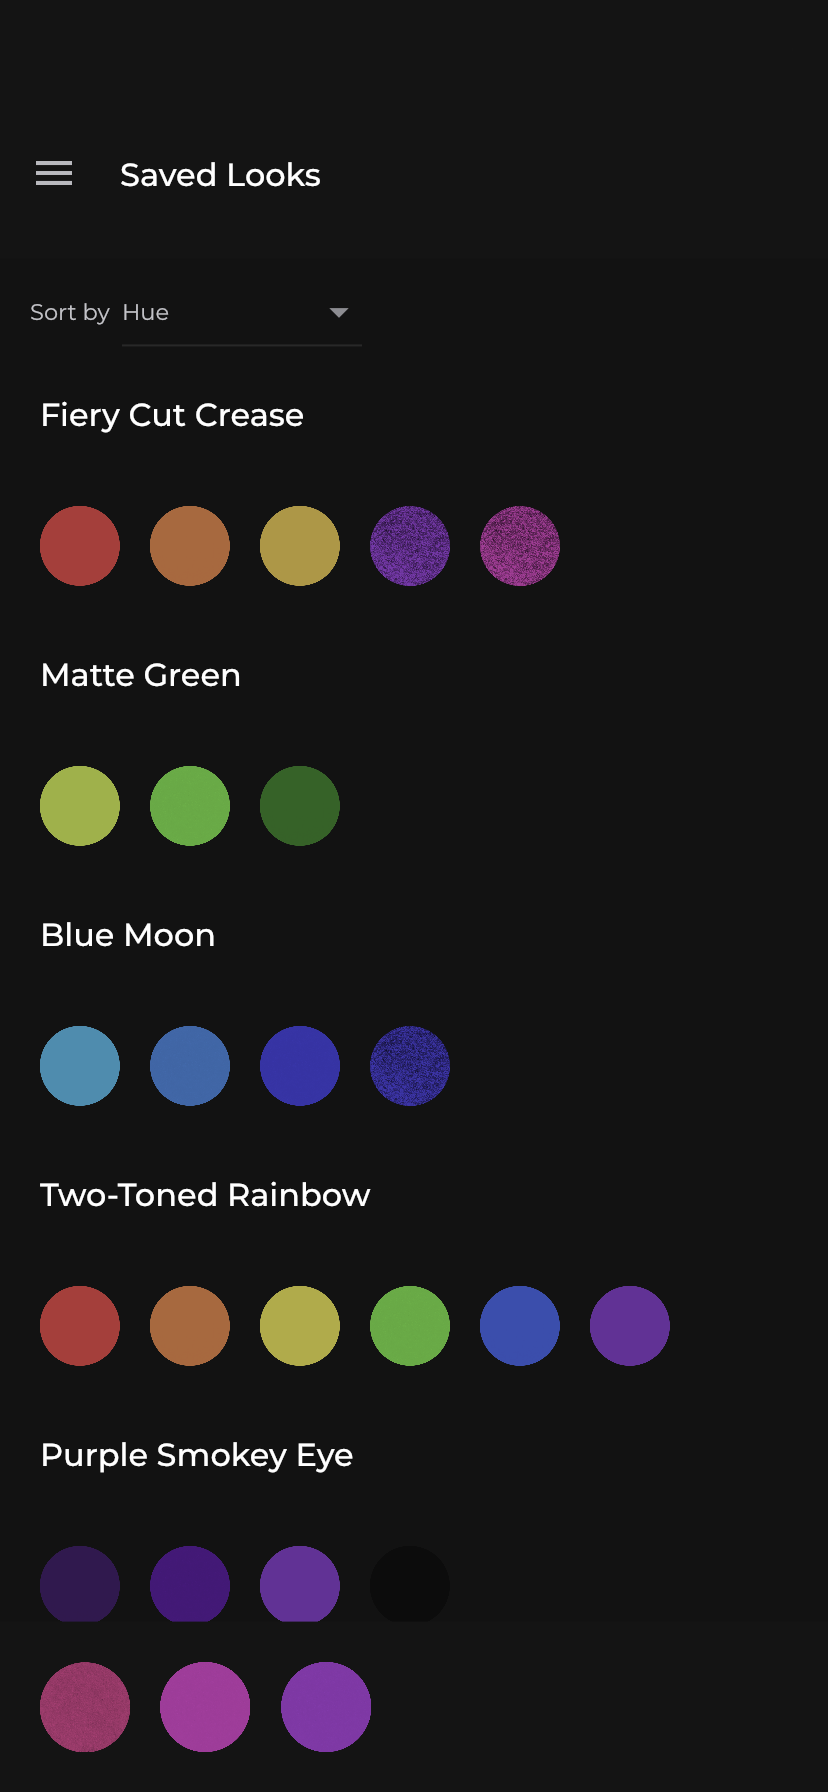 Saved Looks
Sort by Hue
Fiery Cut Crease
Matte Green
Blue Moon
Two-Toned Rainbow
Purple Smokey Eye